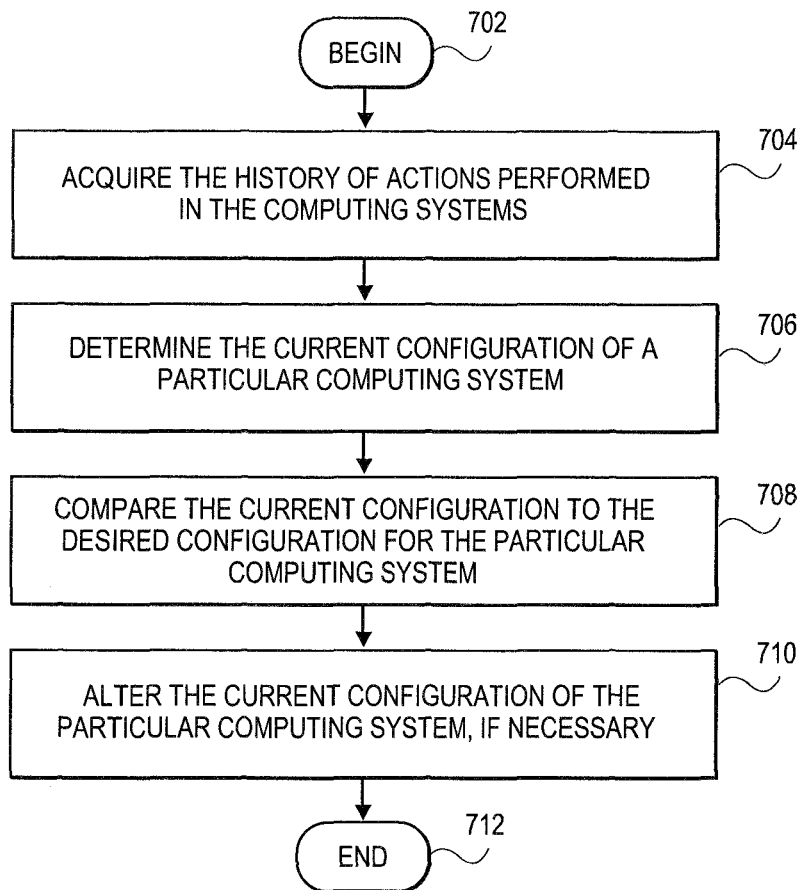 BEGIN
702
704
ACQUIRE THE HISTORY OF ACTIONS PERFORMED
IN THE COMPUTING SYSTEMS
706
DETERMINE THE CURRENT CONFIGURATION OF A
PARTICULAR COMPUTING SYSTEM
708
COMPARE THE CURRENT CONFIGURATION TO THE
DESIRED CONFIGURATION FOR THE PARTICULAR
COMPUTING SYSTEM
710
ALTER THE CURRENT CONFIGURATION OF THE
PARTICULAR COMPUTING SYSTEM, IF NECESSARY
712
END